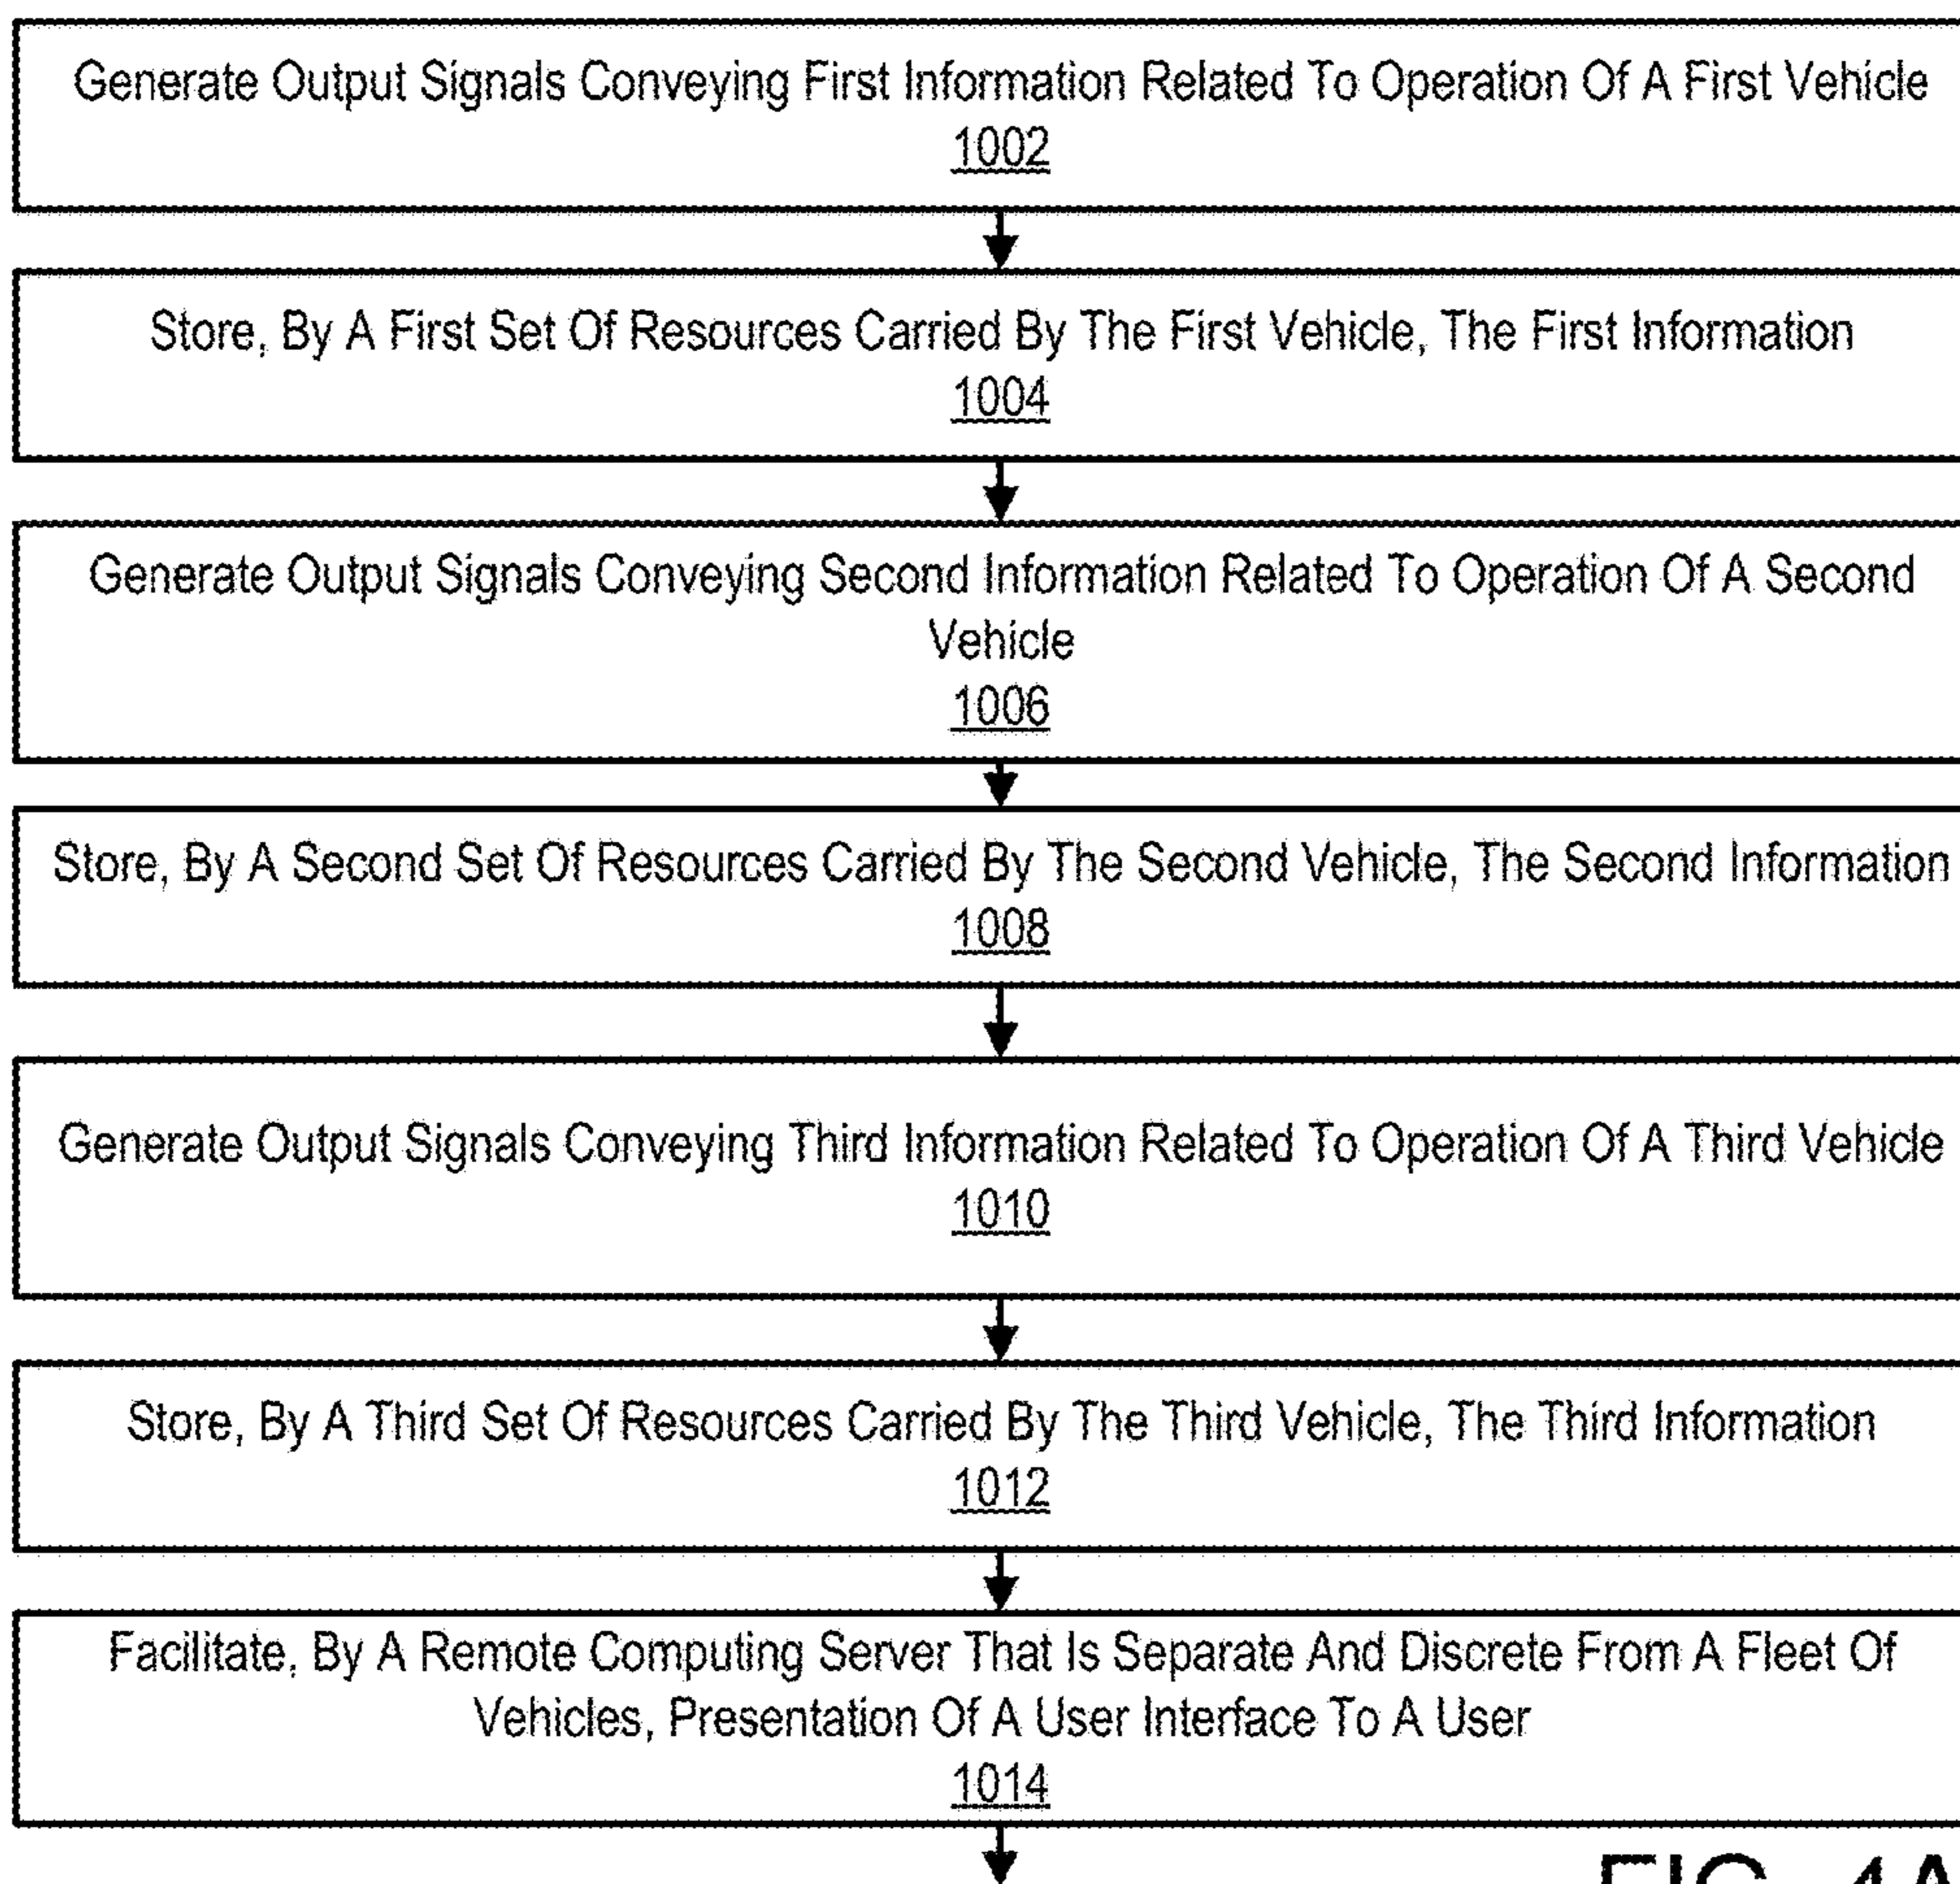 Generate Output Signals Conveying First Information Related To Operation Of A First Vehicle
1002
Store, By A First Set Of Resources Carried By The First Vehicle, The First Information
1004
Generate Output Signals Conveying Second Information Related To Operation Of A Second
Vehicle
1006
Store, By A Second Set Of Resources Carried By The Second Vehicle, The Second Information
1008
Generate Output Signals Conveying Third Information Related To Operation Of A Third Vehicle
1010
Store, By A Third Set Of Resources Carried By The Third Vehicle, The Third Information
1012
Facilitate, By A Remote Computing Server That Is Separate And Discrete From A Fleet Of
Vehicles, Presentation Of A User Interface To A User
1014
FIG. 4A